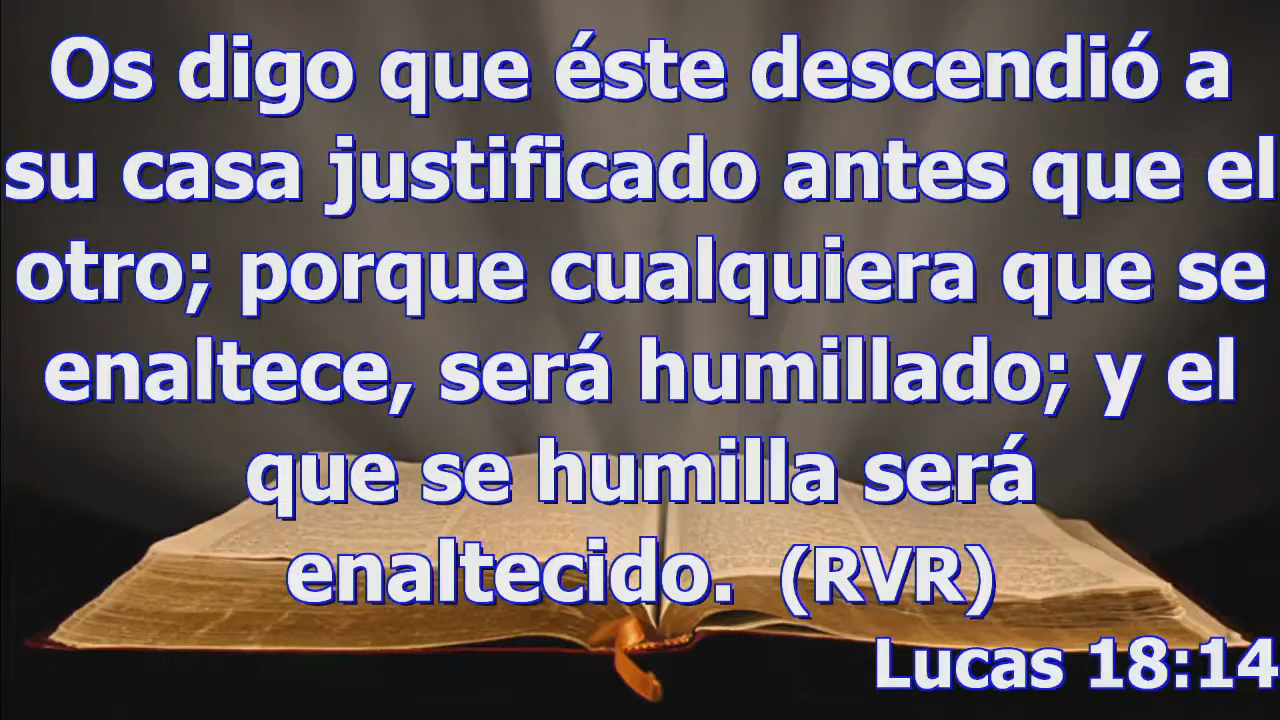 Os digo que éste descendió a
su casa justificado antes que el
otro; porque cualquiera que se
enaltece, será humillado; y el
que se humilla será
enaltecido. (RVR)
Lucas 18:14